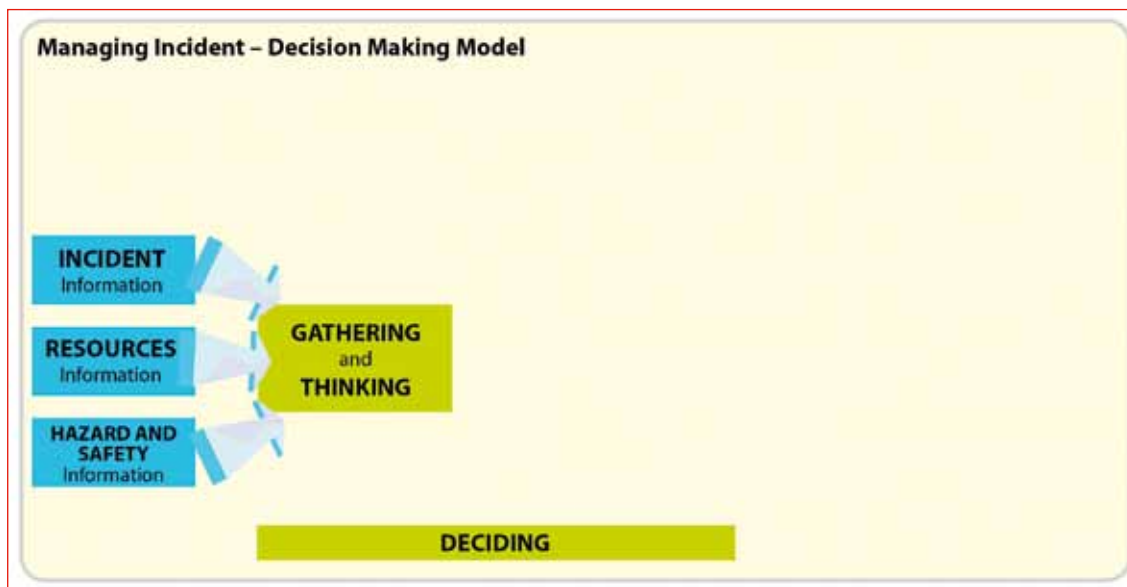 Managing Incident – Decision Making Model
INCIDENT
Information
RESOURCES
Information
HAZARD AND
SAFETY
Information
GATHERING
and
THINKING
DECIDING